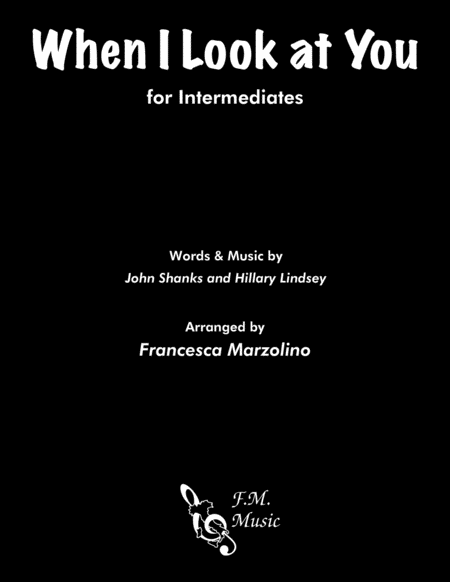 When I Look at You
for Intermediates
Words & Music by
John Shanks and Hillary Lindsey
Arranged by
Francesca Marzolino
F.M.
Music